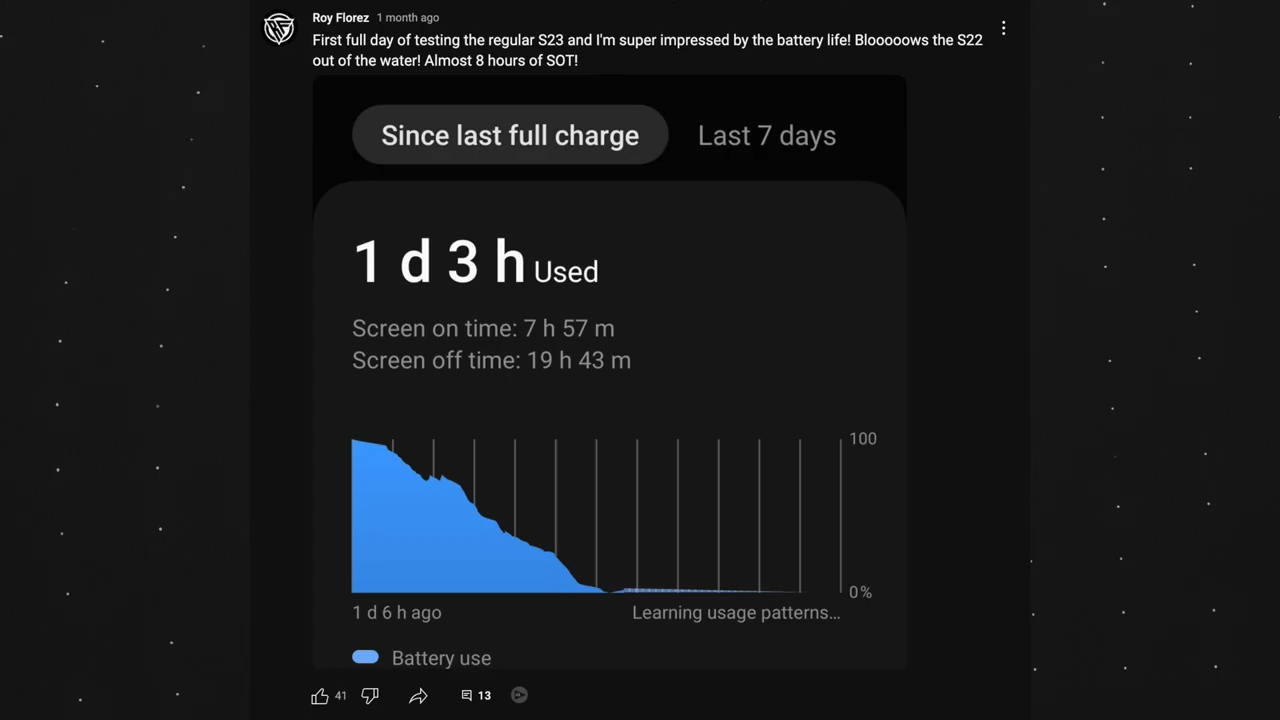 Roy Florez 1 month ago
First full day of testing the regular S23 and I'm super impressed by the battery life! Blooooows the S22
out of the water! Almost 8 hours of SOT!
Since last full charge Last 7 days
1 d 3 h Used
Screen on time: 7 h 57 m
Screen off time: 19 h 43 m
100
0%
1 d 6 h ago Learning usage patterns...
Battery use
41 13